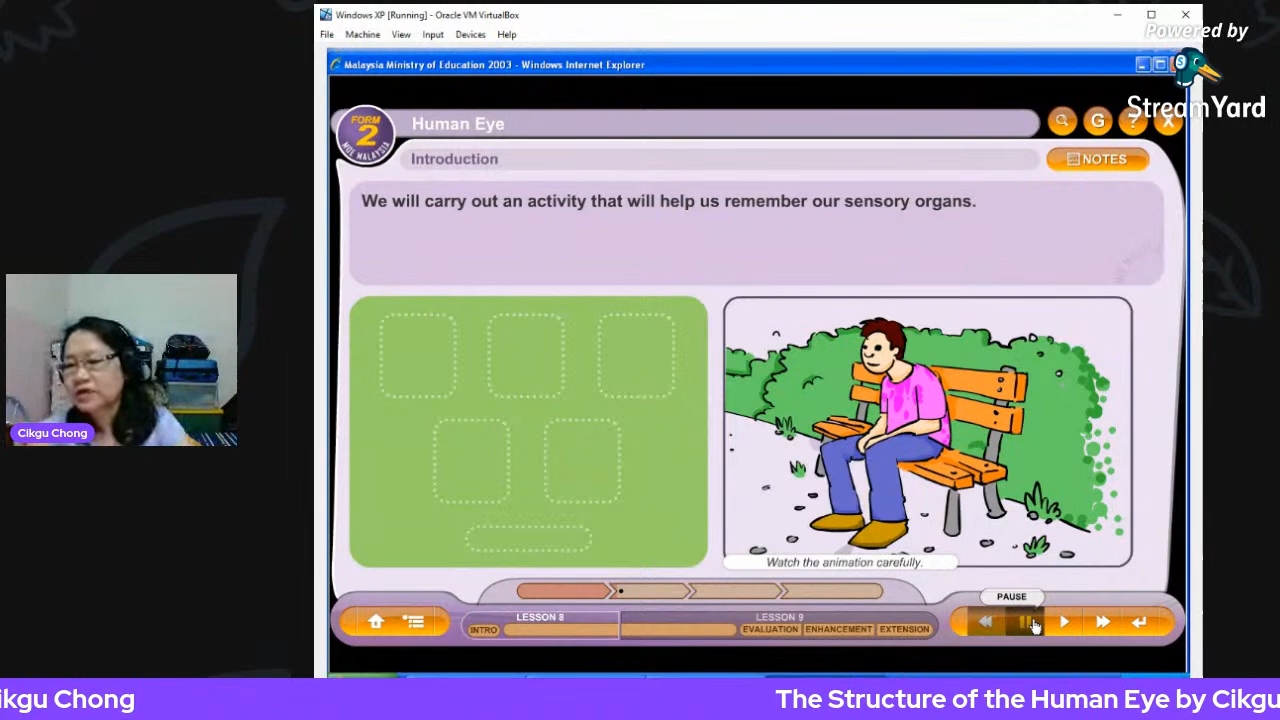 Windows XP [Running] - Oracle VM VirtualBox
File Machine View Input Devices Help
Powered by
StreamYard
Malaysia Ministry of Education 2003 - Windows Internet Explorer
FORM
2
MOE MALAYSIA
Human Eye
G ? X
Introduction
NOTES
We will carry out an activity that will help us remember our sensory organs.
Cikgu Chong
Watch the animation carefully.
PAUSE
LESSON 8
LESSON 9
INTRO
EVALUATION ENHANCEMENT EXTENSION
ikgu Chong
The Structure of the Human Eye by Cikgu